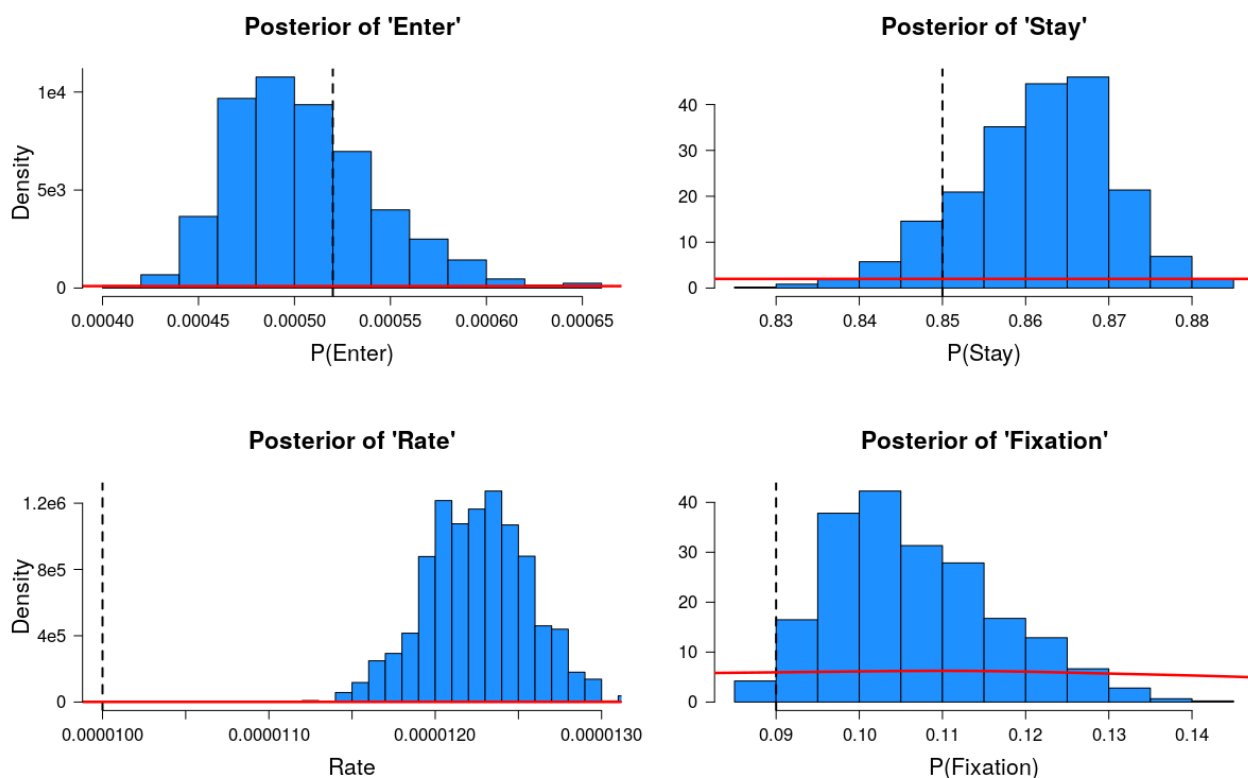 Posterior of 'Enter'
Density
1e4
5e3
0
0.00040 0.00045 0.00050 0.00055 0.00060 0.00065
P(Enter)
Posterior of 'Stay'
40
30
20
10
0
0.83 0.84 0.85 0.86 0.87 0.88
P(Stay)
Posterior of 'Rate'
Density
1.2e6
8e5
4e5
0
0.0000100 0.0000110 0.0000120 0.0000130
Rate
Posterior of 'Fixation'
40
30
20
10
0
0.09 0.10 0.11 0.12 0.13 0.14
P(Fixation)